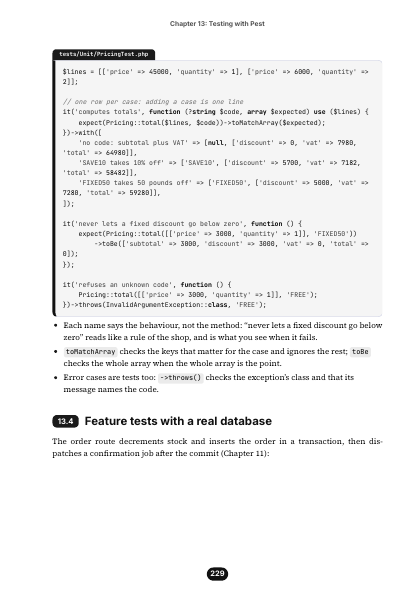 Chapter 13: Testing with Pest
tests/Unit/PricingTest.php
$lines = [['price' => 45000, 'quantity' => 1], ['price' => 6000, 'quantity' =>
2]];
// one row per case: adding a case is one line
it('computes totals', function (?string $code, array $expected) use ($lines) {
expect(Pricing::total($lines, $code))->toMatchArray($expected);
})->with([
'no code: subtotal plus VAT' => [null, ['discount' => 0, 'vat' => 7980,
'total' => 64980]],
'SAVE10 takes 10% off' => ['SAVE10', ['discount' => 5700, 'vat' => 7182,
'total' => 58482]],
'FIXED50 takes 50 pounds off' => ['FIXED50', ['discount' => 5000, 'vat' =>
7280, 'total' => 59280]],
]);
it('never lets a fixed discount go below zero', function () {
expect(Pricing::total([['price' => 3000, 'quantity' => 1]], 'FIXED50'))
->toBe(['subtotal' => 3000, 'discount' => 3000, 'vat' => 0, 'total' =>
0]);
});
it('refuses an unknown code', function () {
Pricing::total([['price' => 3000, 'quantity' => 1]], 'FREE');
})->throws(InvalidArgumentException::class, 'FREE');
• Each name says the behaviour, not the method: “never lets a fixed discount go below
zero” reads like a rule of the shop, and is what you see when it fails.
• toMatchArray checks the keys that matter for the case and ignores the rest; toBe
checks the whole array when the whole array is the point.
• Error cases are tests too: ->throws() checks the exception's class and that its
message names the code.
13.4 Feature tests with a real database
The order route decrements stock and inserts the order in a transaction, then dis-
patches a confirmation job after the commit (Chapter 11):
229